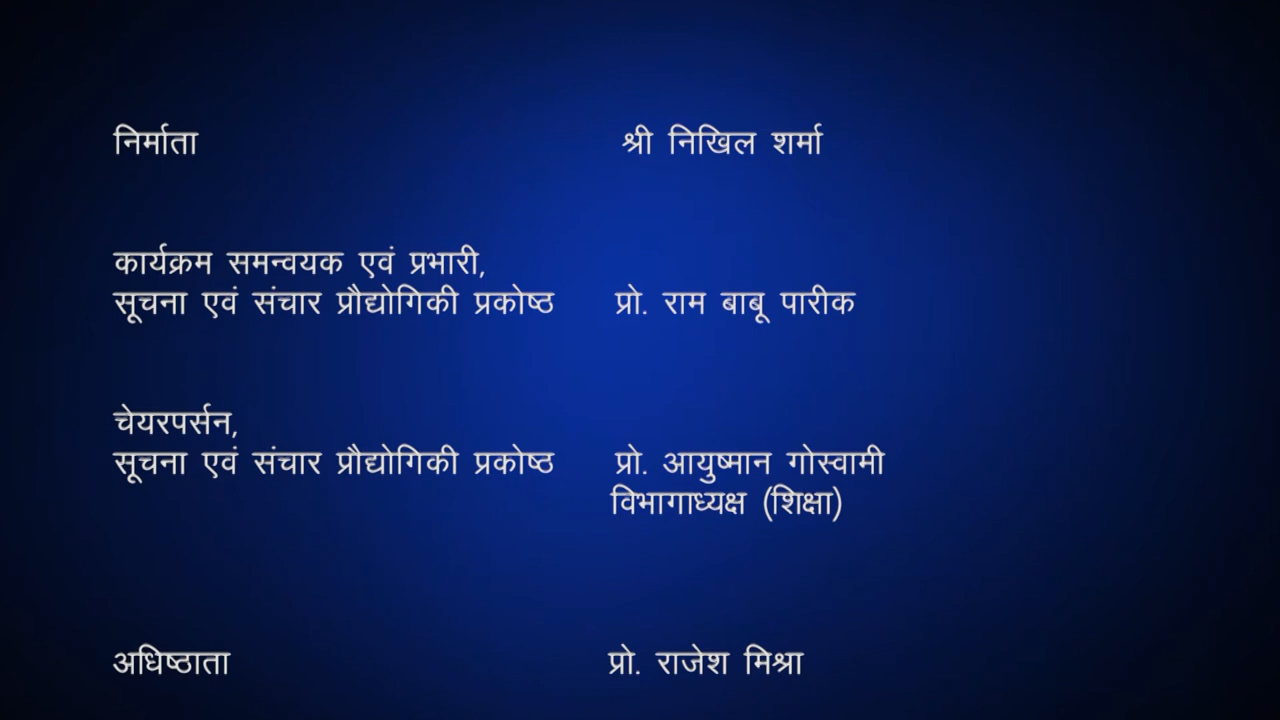 निर्माता श्री निखिल शर्मा
कार्यक्रम समन्वयक एवं प्रभारी,
सूचना एवं संचार प्रौद्योगिकी प्रकोष्ठ प्रो. राम बाबू पारीक
चेयरपर्सन,
सूचना एवं संचार प्रौद्योगिकी प्रकोष्ठ प्रो. आयुष्मान गोस्वामी
विभागाध्यक्ष (शिक्षा)
अधिष्ठाता प्रो. राजेश मिश्रा